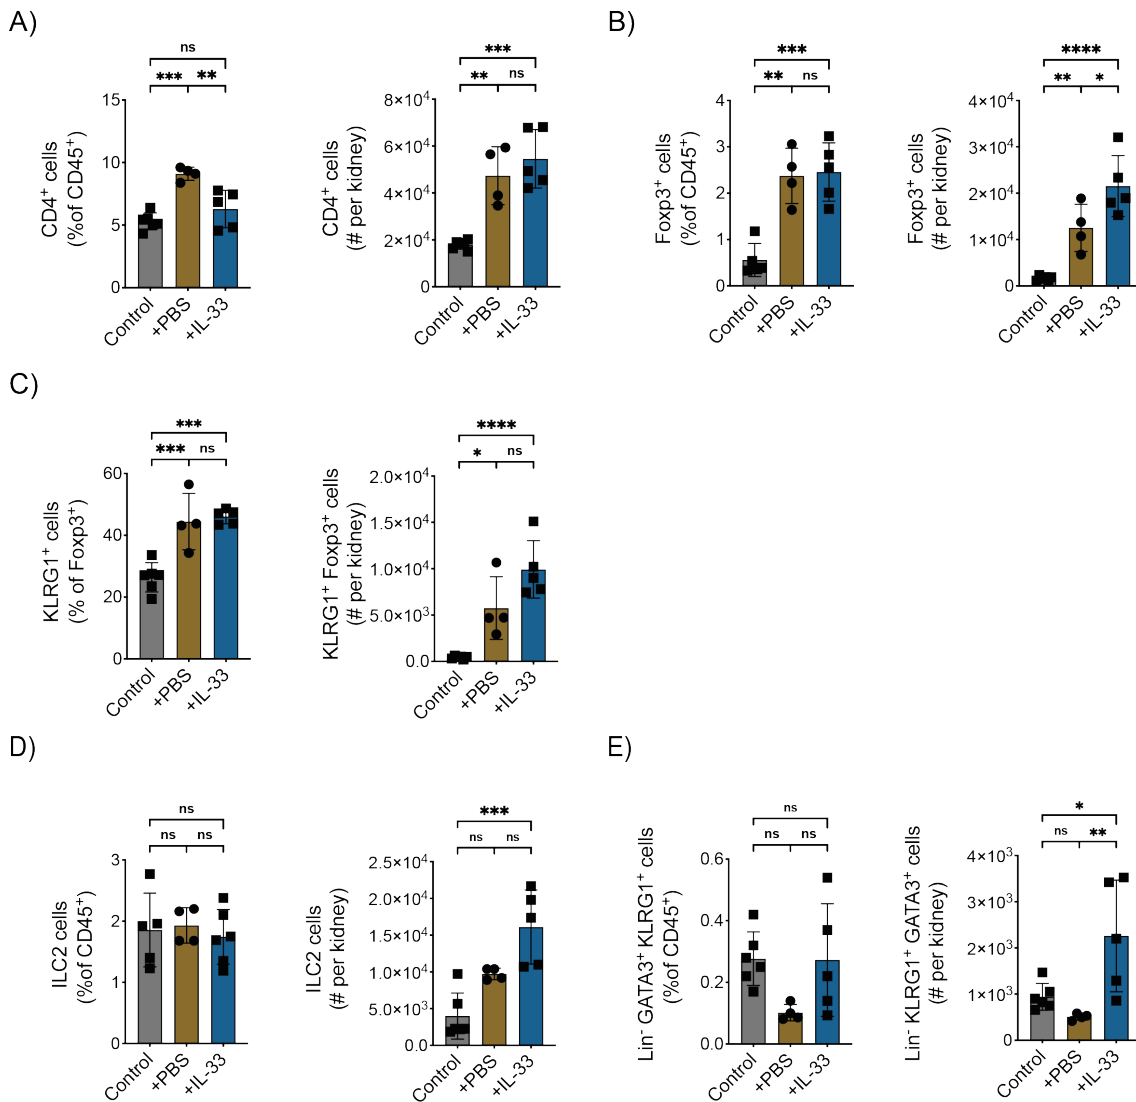 A)
ns
*** **
CD4⁺ cells
(%of CD45⁺)
15
10
5
0
Control
+PBS
+IL-33
***
** ns
CD4⁺ cells
(# per kidney)
8×10⁴
6×10⁴
4×10⁴
2×10⁴
0
Control
+PBS
+IL-33
B)
***
** ns
Foxp3⁺ cells
(%of CD45⁺)
4
3
2
1
0
Control
+PBS
+IL-33
****
** *
Foxp3⁺ cells
(# per kidney)
4×10⁴
3×10⁴
2×10⁴
1×10⁴
0
Control
+PBS
+IL-33
C)
***
*** ns
KLRG1⁺ cells
(% of Foxp3⁺)
60
40
20
0
Control
+PBS
+IL-33
****
* ns
KLRG1⁺ Foxp3⁺ cells
(# per kidney)
2.0×10⁴
1.5×10⁴
1.0×10⁴
5.0×10³
0.0
Control
+PBS
+IL-33
D)
ns
ns ns
ILC2 cells
(%of CD45⁺)
3
2
1
0
Control
+PBS
+IL-33
***
ns ns
ILC2 cells
(# per kidney)
2.5×10⁴
2.0×10⁴
1.5×10⁴
1.0×10⁴
5.0×10³
0.0
Control
+PBS
+IL-33
E)
ns
ns ns
Lin⁻ GATA3⁺ KLRG1⁺ cells
(%of CD45⁺)
0.6
0.4
0.2
0.0
Control
+PBS
+IL-33
*
ns **
Lin⁻ KLRG1⁺ GATA3⁺ cells
(# per kidney)
4×10³
3×10³
2×10³
1×10³
0
Control
+PBS
+IL-33